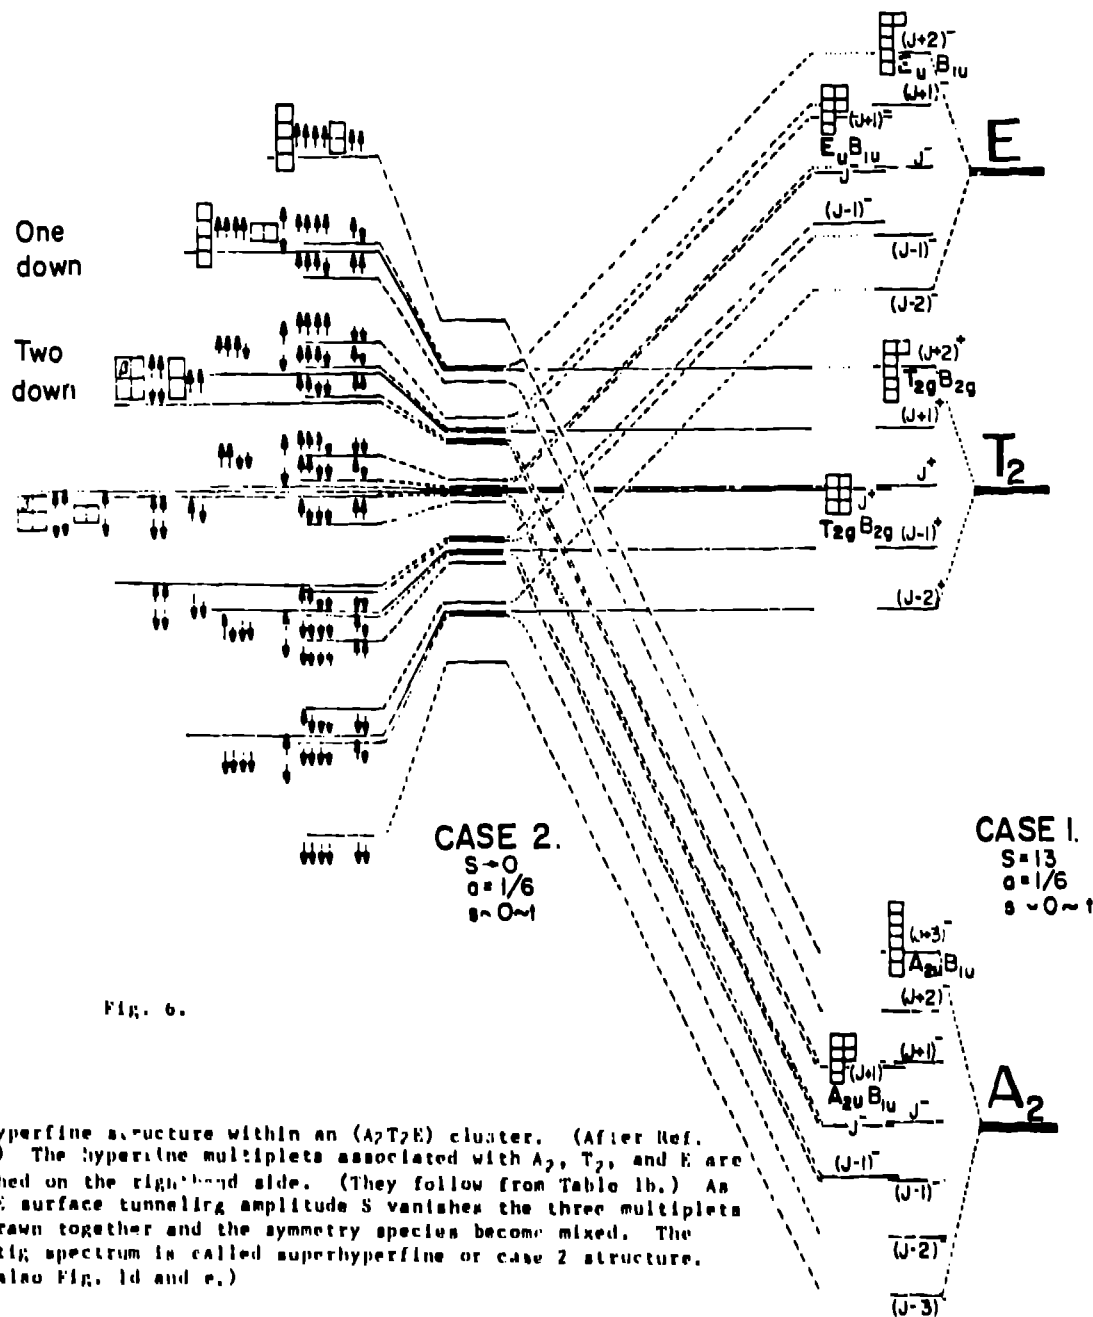 (J+2)⁻
EᵤB₁ᵤ
(J+1)⁻
(J+1)⁻
EᵤB₁ᵤ
J⁻
J⁻
E
(J-1)⁻
(J-1)⁻
(J-2)⁻
One
down
Two
down
β
(J+2)⁺
T₂gB₂g
(J+1)⁺
T₂
J⁺
J⁺
T₂gB₂g
(J-1)⁺
(J-2)⁺
CASE 2.
S→0
a=1/6
s~0~t
CASE 1.
S=13
a=1/6
s~0~t
(J+3)⁻
A₂ᵤB₁ᵤ
(J+2)⁻
(J+1)⁻
(J+1)⁻
A₂ᵤB₁ᵤ
J⁻
J⁻
A₂
(J-1)⁻
(J-1)⁻
(J-2)⁻
(J-3)⁻
Fig. 6.
yperfine structure within an (A₂T₂E) cluster. (After Ref.
) The hyperfine multiplets associated with A₂, T₂, and E are
hed on the right hand side. (They follow from Table 1b.) As
E surface tunneling amplitude S vanishes the three multiplets
rawn together and the symmetry species become mixed. The
tig spectrum is called superhyperfine or case 2 structure.
also Fig. 1d and e.)